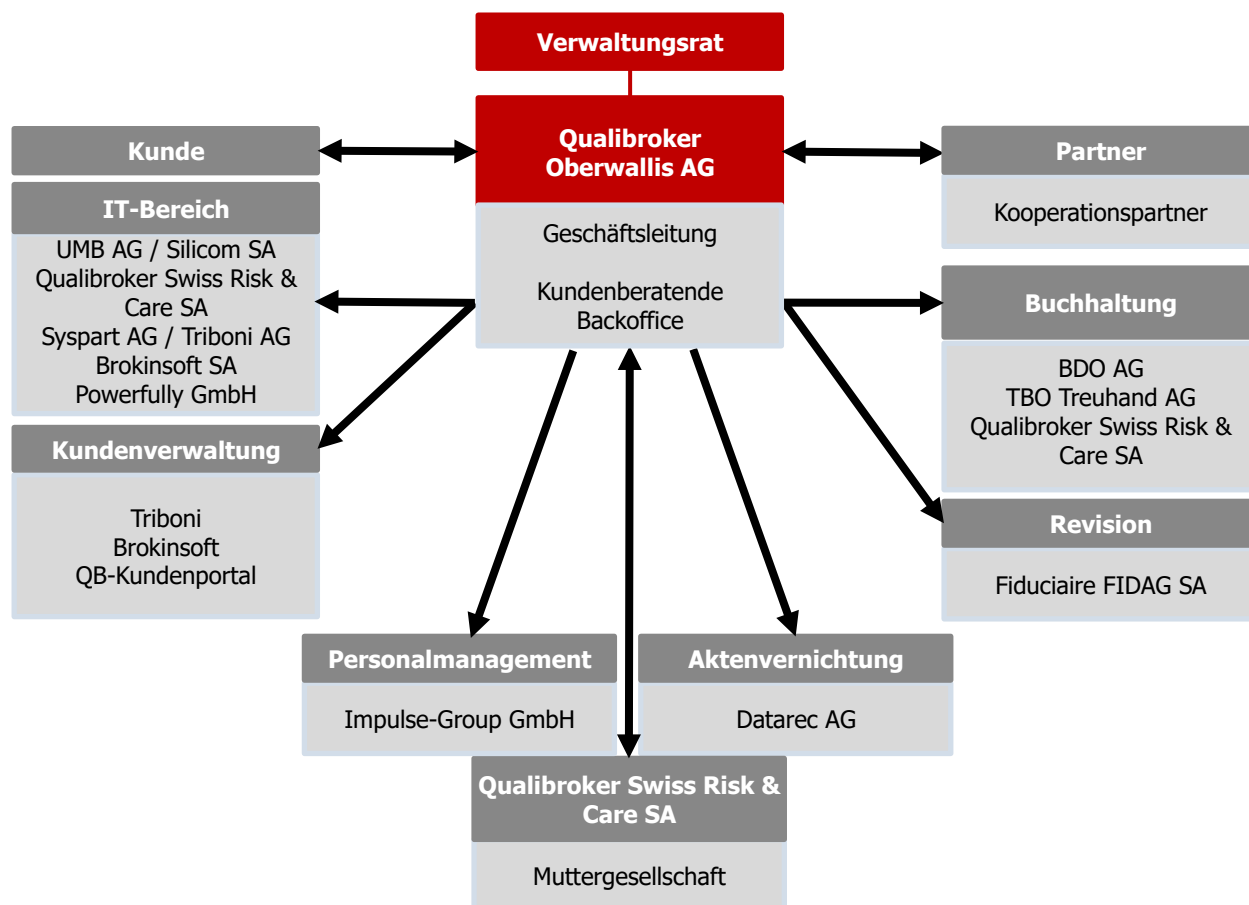 Verwaltungsrat
Qualibroker
Oberwallis AG
Geschäftsleitung
Kundenberatende
Backoffice
Kunde
IT-Bereich
UMB AG / Silicom SA
Qualibroker Swiss Risk &
Care SA
Syspart AG / Triboni AG
Brokinsoft SA
Powerfully GmbH
Kundenverwaltung
Triboni
Brokinsoft
QB-Kundenportal
Partner
Kooperationspartner
Buchhaltung
BDO AG
TBO Treuhand AG
Qualibroker Swiss Risk &
Care SA
Revision
Fiduciaire FIDAG SA
Personalmanagement
Impulse-Group GmbH
Aktenvernichtung
Datarec AG
Qualibroker Swiss Risk &
Care SA
Muttergesellschaft